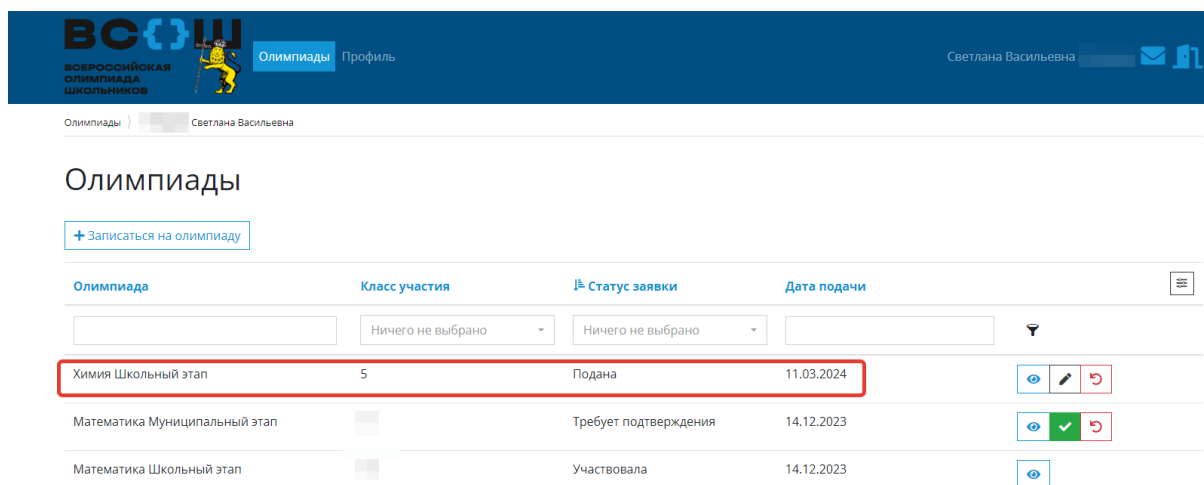 ВС{}Ш
ВСЕРОССИЙСКАЯ
ОЛИМПИАДА
ШКОЛЬНИКОВ
Олимпиады Профиль
Светлана Васильевна
Олимпиады ) Светлана Васильевна
Олимпиады
+ Записаться на олимпиаду
Олимпиада Класс участия Статус заявки Дата подачи
Ничего не выбрано Ничего не выбрано
Химия Школьный этап 5 Подана 11.03.2024
Математика Муниципальный этап Требует подтверждения 14.12.2023
Математика Школьный этап Участвовала 14.12.2023